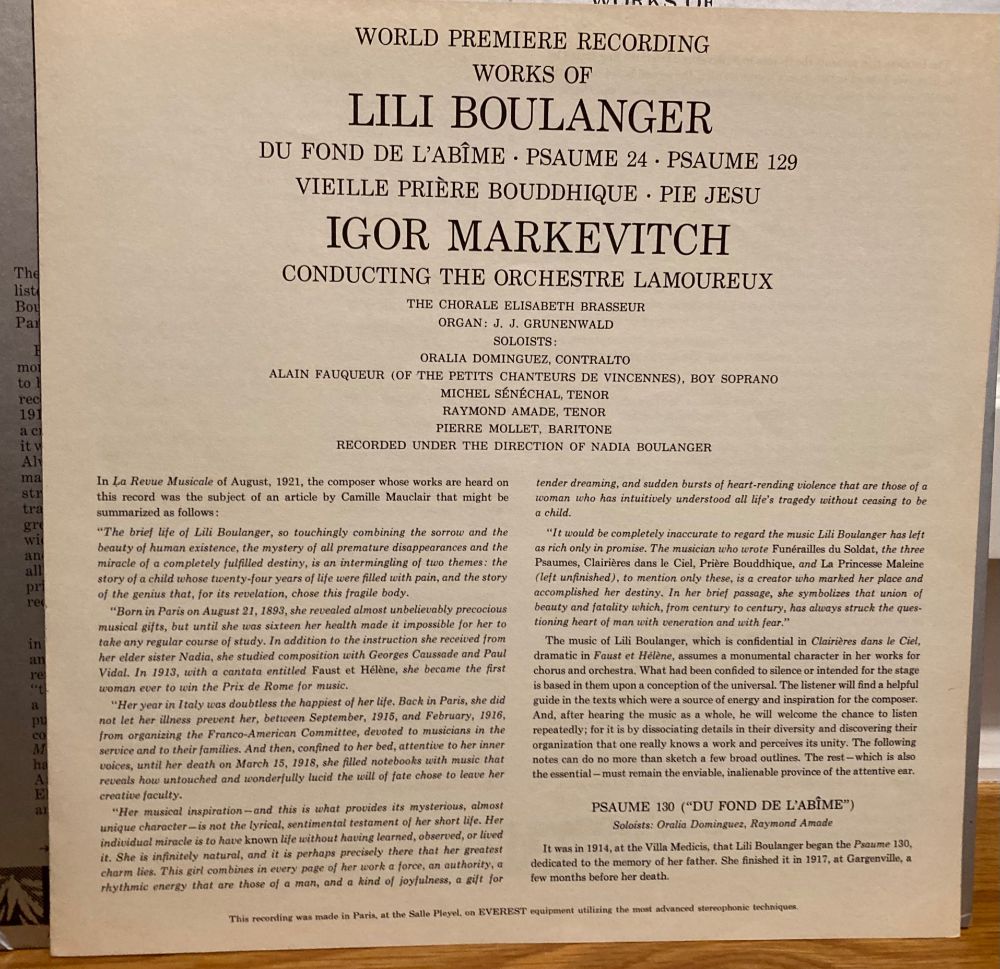 WORKS OF
WORLD PREMIERE RECORDING
WORKS OF
LILI BOULANGER
DU FOND DE L'ABÎME · PSAUME 24 · PSAUME 129
VIEILLE PRIÈRE BOUDDHIQUE · PIE JESU
IGOR MARKEVITCH
CONDUCTING THE ORCHESTRE LAMOUREUX
THE CHORALE ELISABETH BRASSEUR
ORGAN: J. J. GRUNENWALD
SOLOISTS:
ORALIA DOMINGUEZ, CONTRALTO
ALAIN FAUQUEUR (OF THE PETITS CHANTEURS DE VINCENNES), BOY SOPRANO
MICHEL SÉNÉCHAL, TENOR
RAYMOND AMADE, TENOR
PIERRE MOLLET, BARITONE
RECORDED UNDER THE DIRECTION OF NADIA BOULANGER
In La Revue Musicale of August, 1921, the composer whose works are heard on
this record was the subject of an article by Camille Mauclair that might be
summarized as follows:
"The brief life of Lili Boulanger, so touchingly combining the sorrow and the
beauty of human existence, the mystery of all premature disappearances and the
miracle of a completely fulfilled destiny, is an intermingling of two themes: the
story of a child whose twenty-four years of life were filled with pain, and the story
of the genius that, for its revelation, chose this fragile body.
"Born in Paris on August 21, 1893, she revealed almost unbelievably precocious
musical gifts, but until she was sixteen her health made it impossible for her to
take any regular course of study. In addition to the instruction she received from
her elder sister Nadia, she studied composition with Georges Caussade and Paul
Vidal. In 1913, with a cantata entitled Faust et Hélène, she became the first
woman ever to win the Prix de Rome for music.
"Her year in Italy was doubtless the happiest of her life. Back in Paris, she did
not let her illness prevent her, between September, 1915, and February, 1916,
from organizing the Franco-American Committee, devoted to musicians in the
service and to their families. And then, confined to her bed, attentive to her inner
voices, until her death on March 15, 1918, she filled notebooks with music that
reveals how untouched and wonderfully lucid the will of fate chose to leave her
creative faculty.
"Her musical inspiration—and this is what provides its mysterious, almost
unique character—is not the lyrical, sentimental testament of her short life. Her
individual miracle is to have known life without having learned, observed, or lived
it. She is infinitely natural, and it is perhaps precisely there that her greatest
charm lies. This girl combines in every page of her work a force, an authority, a
rhythmic energy that are those of a man, and a kind of joyfulness, a gift for
tender dreaming, and sudden bursts of heart-rending violence that are those of a
woman who has intuitively understood all life's tragedy without ceasing to be
a child.
"It would be completely inaccurate to regard the music Lili Boulanger has left
as rich only in promise. The musician who wrote Funérailles du Soldat, the three
Psaumes, Clairières dans le Ciel, Prière Bouddhique, and La Princesse Maleine
(left unfinished), to mention only these, is a creator who marked her place and
accomplished her destiny. In her brief passage, she symbolizes that union of
beauty and fatality which, from century to century, has always struck the ques-
tioning heart of man with veneration and with fear."
The music of Lili Boulanger, which is confidential in Clairières dans le Ciel,
dramatic in Faust et Hélène, assumes a monumental character in her works for
chorus and orchestra. What had been confided to silence or intended for the stage
is based in them upon a conception of the universal. The listener will find a helpful
guide in the texts which were a source of energy and inspiration for the composer.
And, after hearing the music as a whole, he will welcome the chance to listen
repeatedly; for it is by dissociating details in their diversity and discovering their
organization that one really knows a work and perceives its unity. The following
notes can do no more than sketch a few broad outlines. The rest—which is also
the essential—must remain the enviable, inalienable province of the attentive ear.
PSAUME 130 ("DU FOND DE L'ABÎME")
Soloists: Oralia Dominguez, Raymond Amade
It was in 1914, at the Villa Medicis, that Lili Boulanger began the Psaume 130,
dedicated to the memory of her father. She finished it in 1917, at Gargenville, a
few months before her death.
This recording was made in Paris, at the Salle Pleyel, on EVEREST equipment utilizing the most advanced stereophonic techniques.